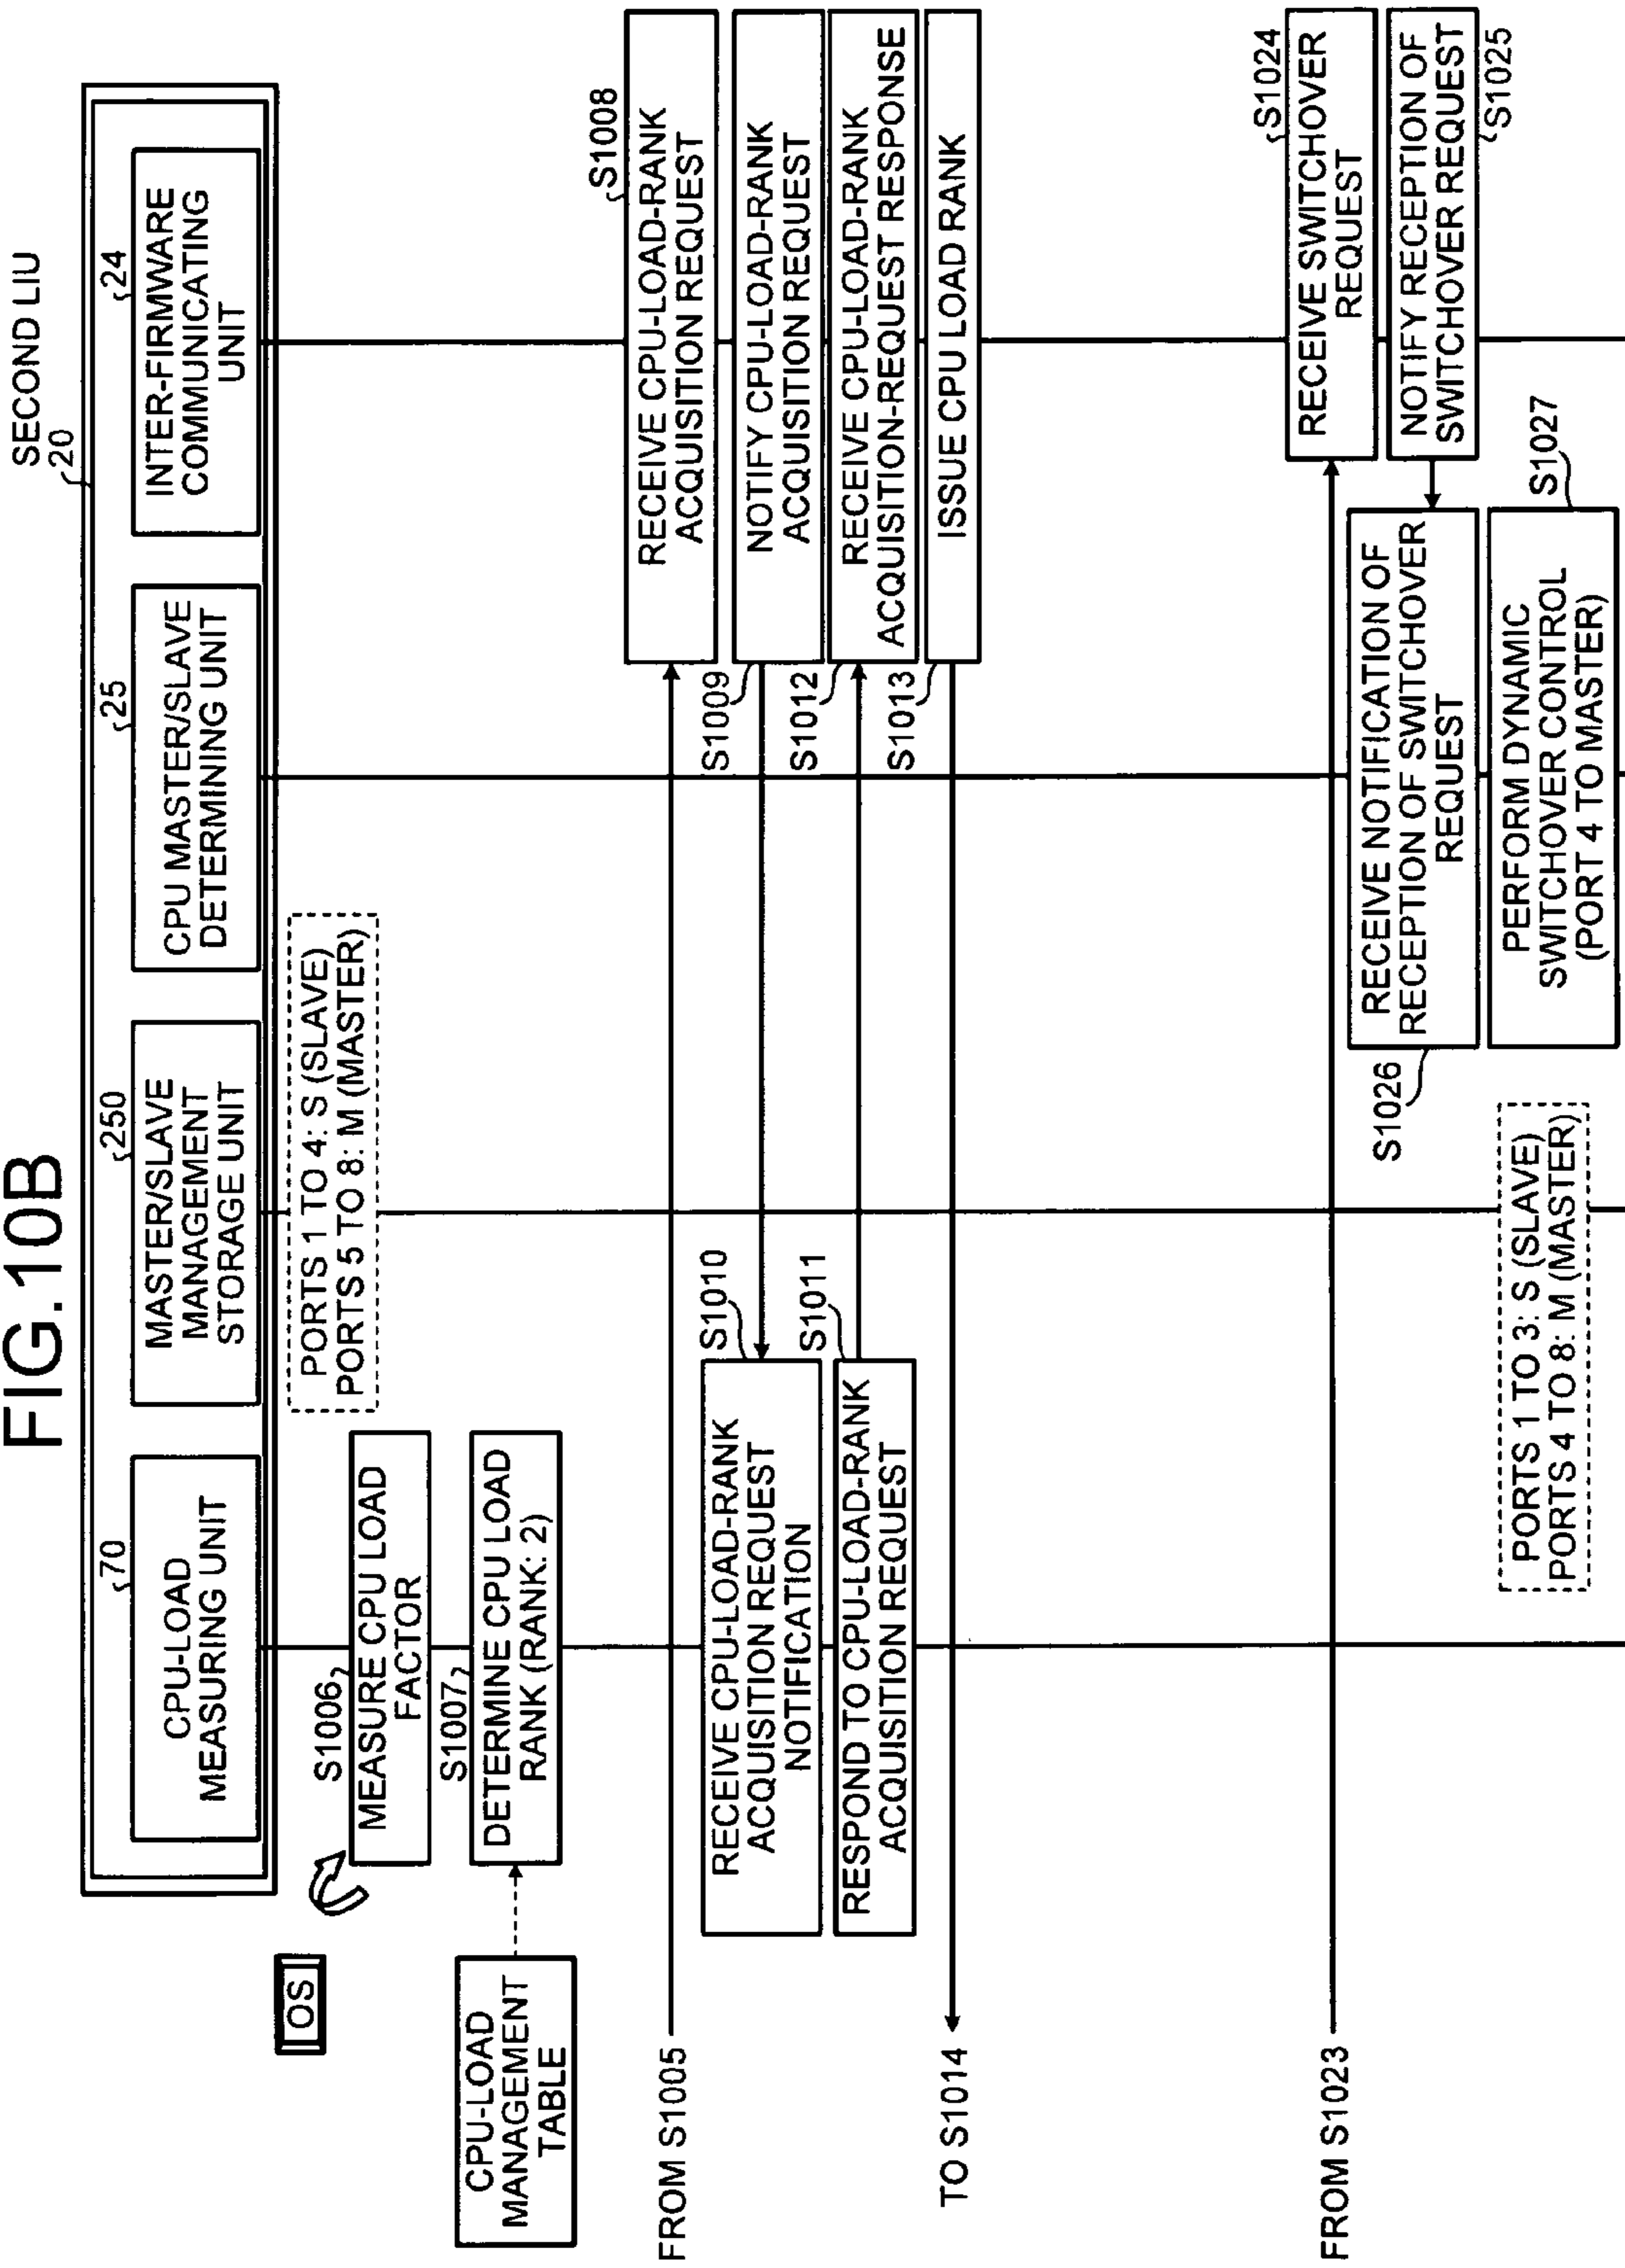 FIG.10B
SECOND LIU
20
70
CPU-LOAD
MEASURING UNIT
250
MASTER/SLAVE
MANAGEMENT
STORAGE UNIT
25
CPU MASTER/SLAVE
DETERMINING UNIT
24
INTER-FIRMWARE
COMMUNICATING
UNIT
OS
PORTS 1 TO 4: S (SLAVE)
PORTS 5 TO 8: M (MASTER)
S1006
MEASURE CPU LOAD
FACTOR
CPU-LOAD
MANAGEMENT
TABLE
S1007
DETERMINE CPU LOAD
RANK (RANK: 2)
FROM S1005
S1008
RECEIVE CPU-LOAD-RANK
ACQUISITION REQUEST
S1009
NOTIFY CPU-LOAD-RANK
ACQUISITION REQUEST
S1010
RECEIVE CPU-LOAD-RANK
ACQUISITION REQUEST
NOTIFICATION
S1011
RESPOND TO CPU-LOAD-RANK
ACQUISITION REQUEST
S1012
RECEIVE CPU-LOAD-RANK
ACQUISITION-REQUEST RESPONSE
S1013
ISSUE CPU LOAD RANK
TO S1014
FROM S1023
S1024
RECEIVE SWITCHOVER
REQUEST
NOTIFY RECEPTION OF
SWITCHOVER REQUEST
S1025
S1026
RECEIVE NOTIFICATION OF
RECEPTION OF SWITCHOVER
REQUEST
S1027
PERFORM DYNAMIC
SWITCHOVER CONTROL
(PORT 4 TO MASTER)
PORTS 1 TO 3: S (SLAVE)
PORTS 4 TO 8: M (MASTER)